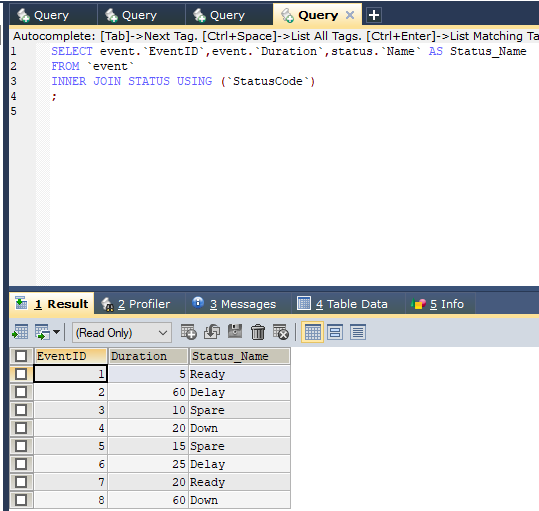 Query Query Query Query
Autocomplete: [Tab]->Next Tag. [Ctrl+Space]->List All Tags. [Ctrl+Enter]->List Matching Ta
1 SELECT event.`EventID`,event.`Duration`,status.`Name` AS Status_Name
2 FROM `event`
3 INNER JOIN STATUS USING (`StatusCode`)
4 ;
5
1 Result 2 Profiler 3 Messages 4 Table Data 5 Info
(Read Only)
EventID Duration Status_Name
1 5 Ready
2 60 Delay
3 10 Spare
4 20 Down
5 15 Spare
6 25 Delay
7 20 Ready
8 60 Down